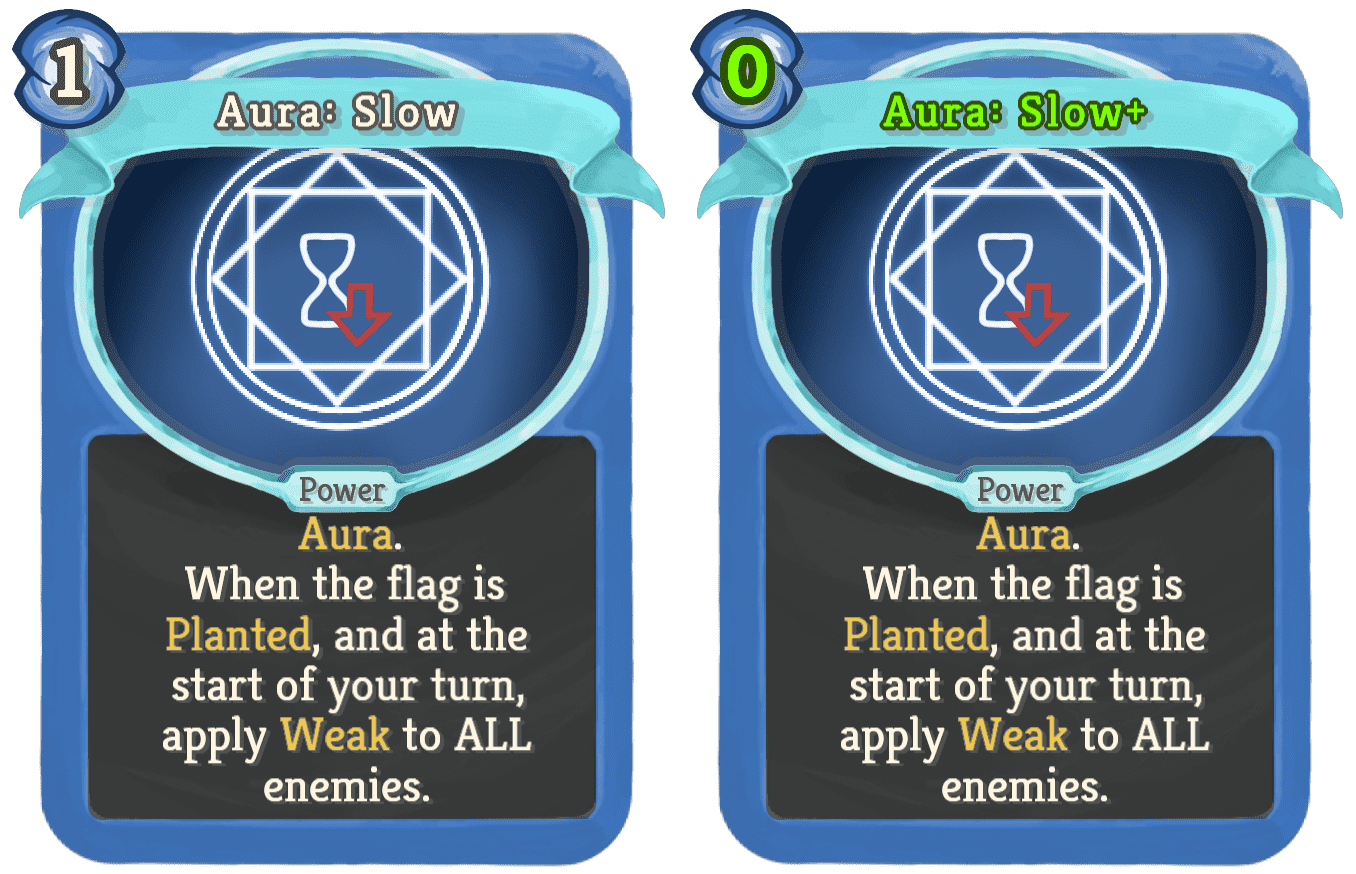 1
Aura: Slow
Power
Aura.
When the flag is
Planted, and at the
start of your turn,
apply Weak to ALL
enemies.
0
Aura: Slow+
Power
Aura.
When the flag is
Planted, and at the
start of your turn,
apply Weak to ALL
enemies.